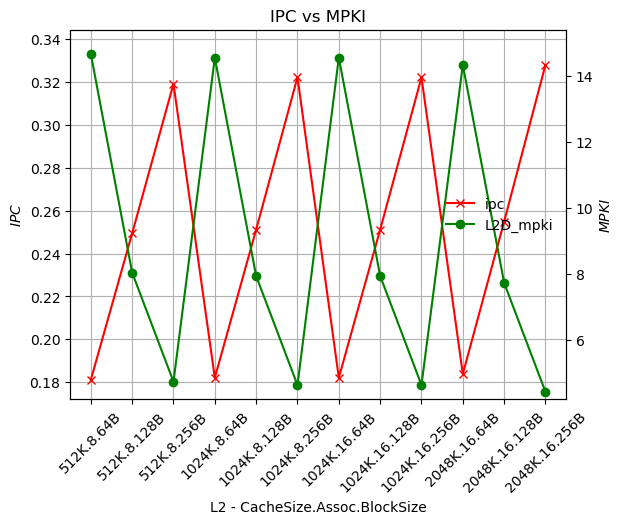 IPC vs MPKI
0.34
0.32
0.30
0.28
0.26
0.24
0.22
0.20
0.18
IPC
14
12
10
8
6
MPKI
ipc
L2D_mpki
512K.8.64B
512K.8.128B
512K.8.256B
1024K.8.64B
1024K.8.128B
1024K.8.256B
1024K.16.64B
1024K.16.128B
1024K.16.256B
2048K.16.64B
2048K.16.128B
2048K.16.256B
L2 - CacheSize.Assoc.BlockSize